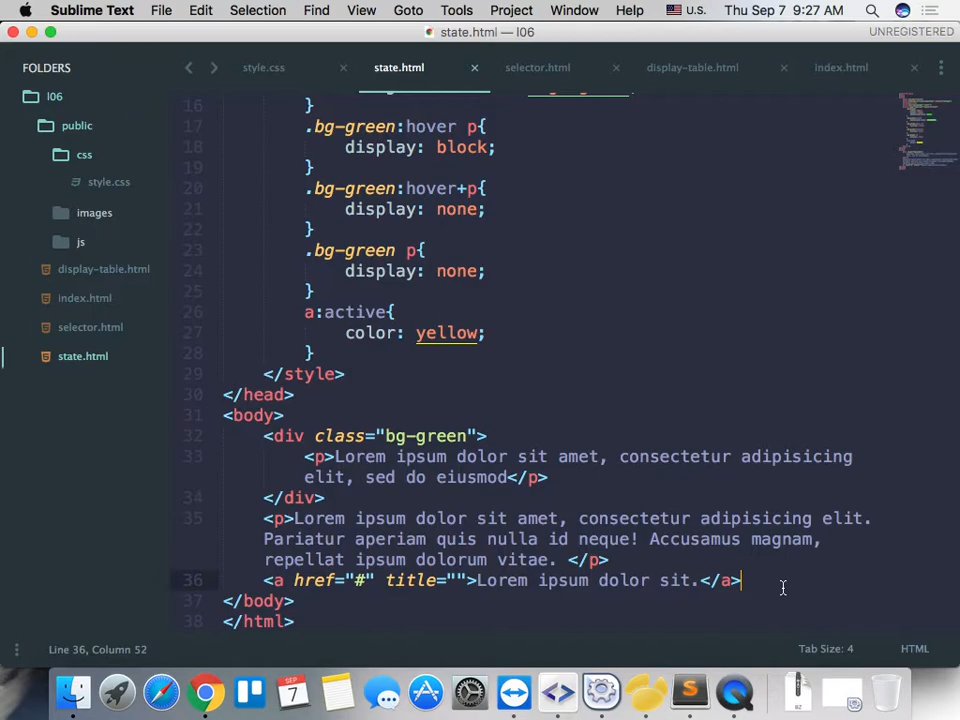 Sublime Text File Edit Selection Find View Goto Tools Project Window Help U.S. Thu Sep 7 9:27 AM
state.html — l06 UNREGISTERED
FOLDERS
l06
public
css
style.css
images
js
display-table.html
index.html
selector.html
state.html
style.css × state.html × selector.html × display-table.html × index.html ×
16 }
17 .bg-green:hover p{
18 display: block;
19 }
20 .bg-green:hover+p{
21 display: none;
22 }
23 .bg-green p{
24 display: none;
25 }
26 a:active{
27 color: yellow;
28 }
29 </style>
30 </head>
31 <body>
32 <div class="bg-green">
33 <p>Lorem ipsum dolor sit amet, consectetur adipisicing
elit, sed do eiusmod</p>
34 </div>
35 <p>Lorem ipsum dolor sit amet, consectetur adipisicing elit.
Pariatur aperiam quis nulla id neque! Accusamus magnam,
repellat ipsum dolorum vitae. </p>
36 <a href="#" title="">Lorem ipsum dolor sit.</a>
37 </body>
38 </html>
Line 36, Column 52 Tab Size: 4 HTML
SEP
7